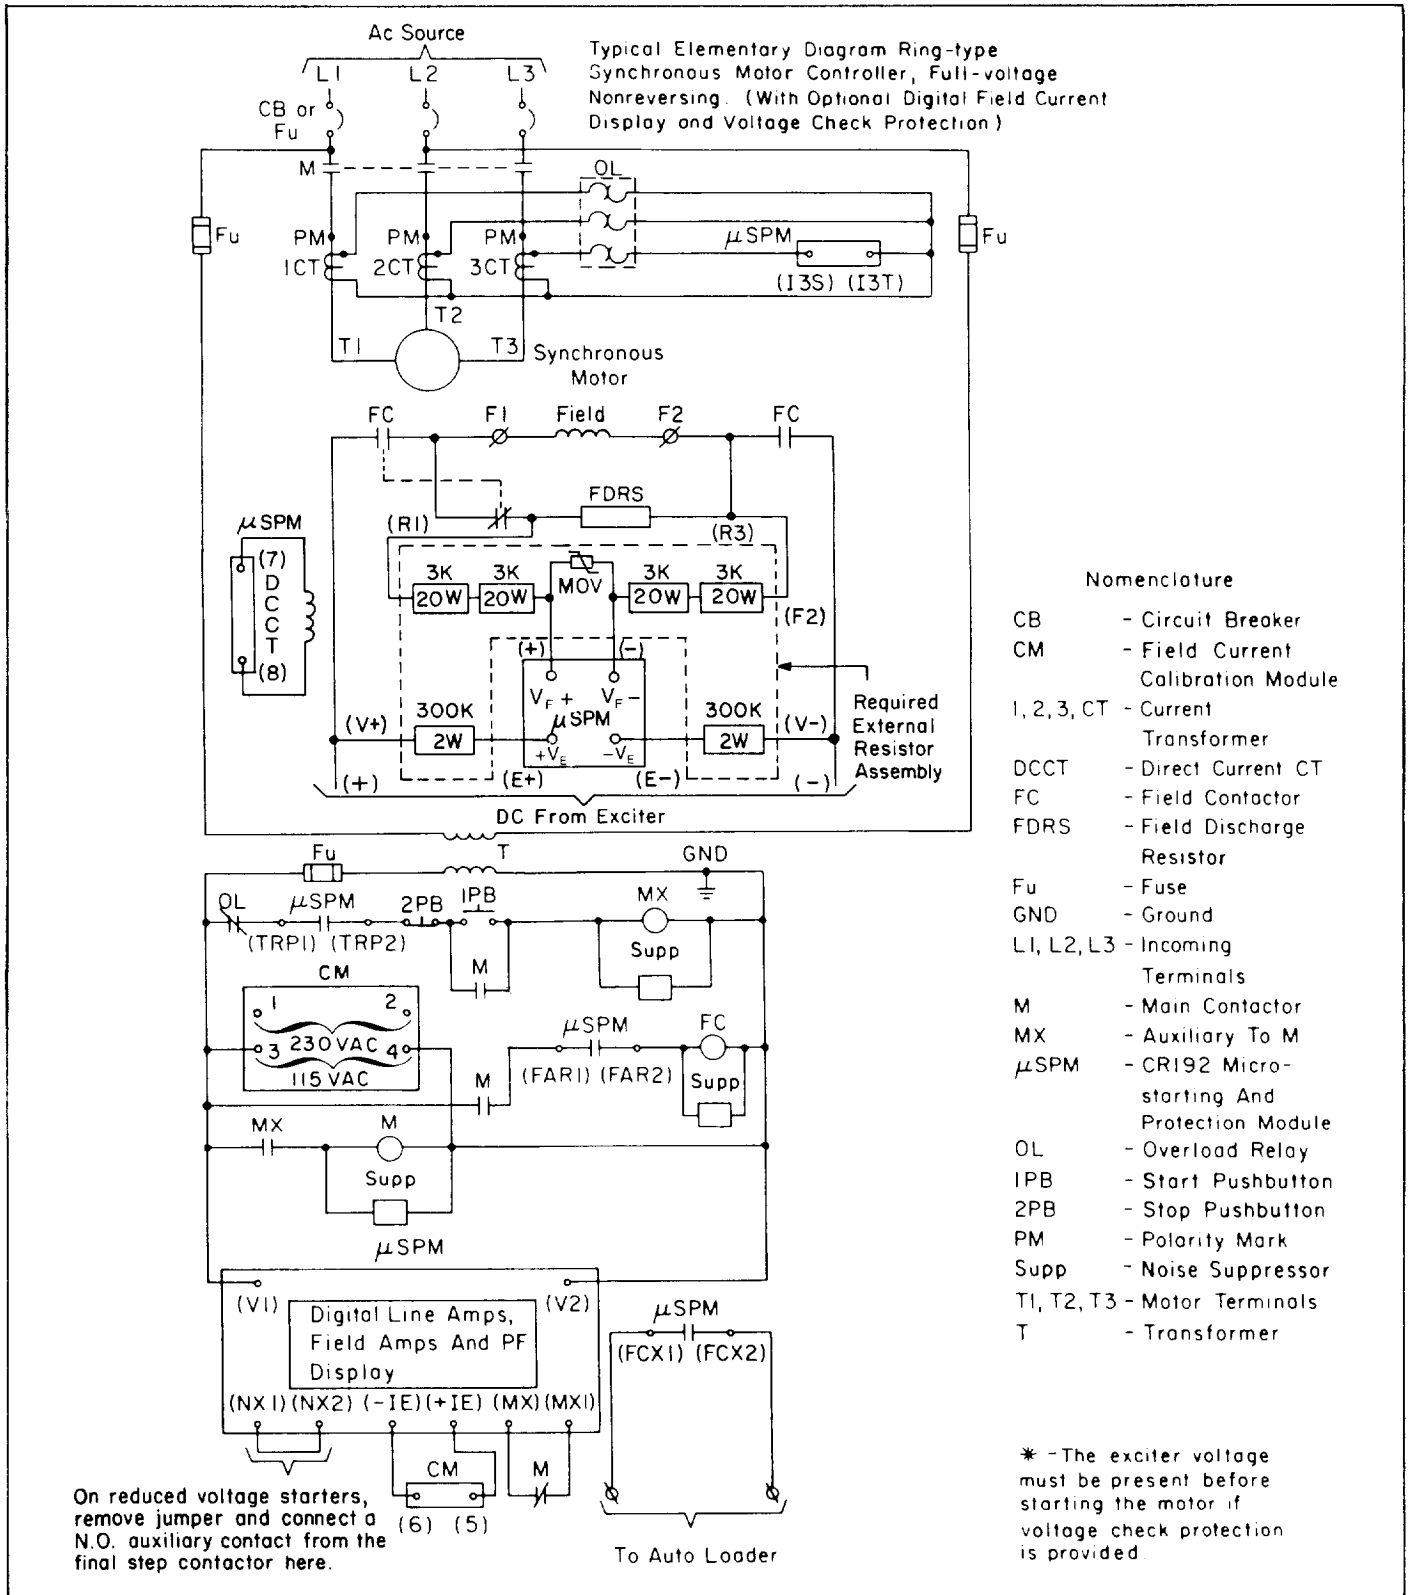 Ac Source
L1 L2 L3
Typical Elementary Diagram Ring-type
Synchronous Motor Controller, Full-voltage
Nonreversing. (With Optional Digital Field Current
Display and Voltage Check Protection)
CB or
Fu
M
OL
Fu
PM PM PM
μSPM
Fu
1CT 2CT 3CT
(I3S) (I3T)
T2
T1 T3
Synchronous
Motor
FC F1 Field F2 FC
FDRS
(R1) (R3)
μSPM
(7)
DCCT
(8)
3K 3K MOV 3K 3K
20W 20W 20W 20W
(F2)
(+) (-)
VF + VF -
μSPM
+VE -VE
300K 300K
2W 2W
(V+) (V-)
(E+) (E-)
(+) (-)
Required
External
Resistor
Assembly
DC From Exciter
Fu T GND
OL μSPM 2PB 1PB MX
(TRP1) (TRP2)
M
Supp
CM
1 2
230 VAC
3 4
115 VAC
μSPM FC
(FAR1) (FAR2)
M
Supp
MX M
Supp
μSPM
(V1) (V2)
Digital Line Amps,
Field Amps And PF
Display
(NX1) (NX2) (-IE) (+IE) (MX) (MX1)
CM M
(6) (5)
μSPM
(FCX1) (FCX2)
To Auto Loader
On reduced voltage starters,
remove jumper and connect a
N.O. auxiliary contact from the
final step contactor here.
Nomenclature
CB - Circuit Breaker
CM - Field Current
Calibration Module
1, 2, 3, CT - Current
Transformer
DCCT - Direct Current CT
FC - Field Contactor
FDRS - Field Discharge
Resistor
Fu - Fuse
GND - Ground
L1, L2, L3 - Incoming
Terminals
M - Main Contactor
MX - Auxiliary To M
μSPM - CR192 Micro-
starting And
Protection Module
OL - Overload Relay
1PB - Start Pushbutton
2PB - Stop Pushbutton
PM - Polarity Mark
Supp - Noise Suppressor
T1, T2, T3 - Motor Terminals
T - Transformer
* - The exciter voltage
must be present before
starting the motor if
voltage check protection
is provided.